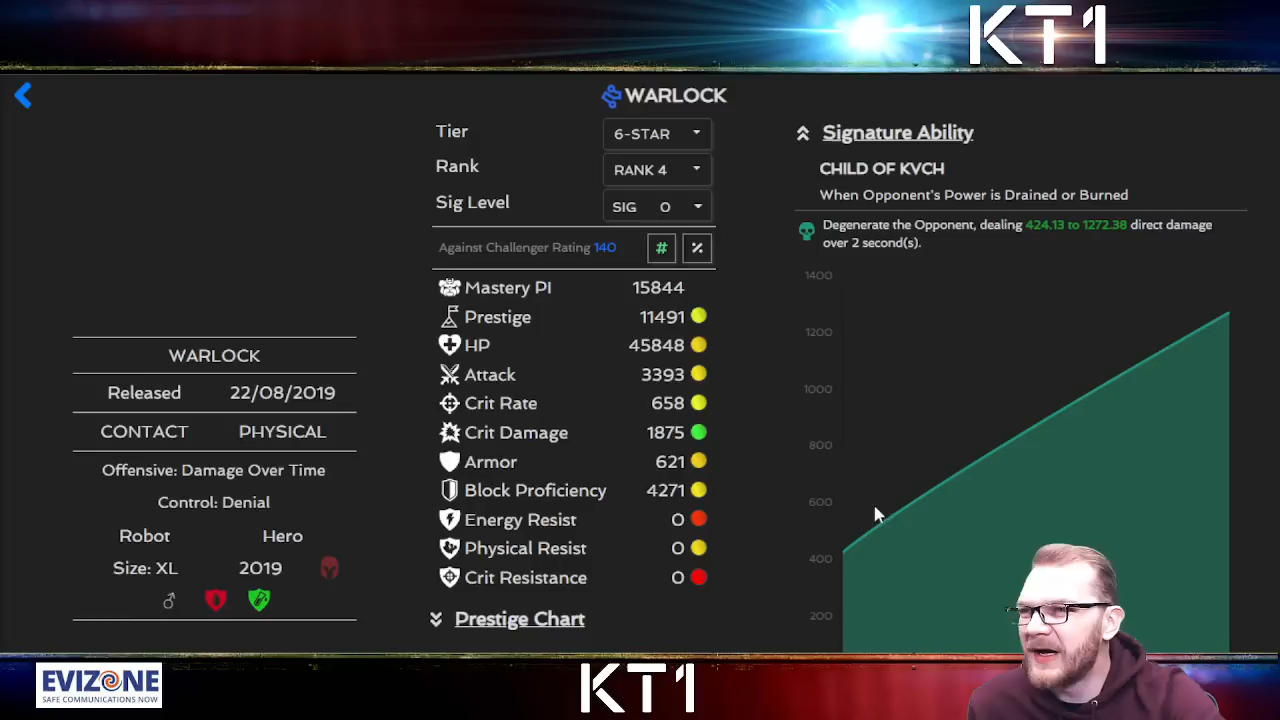 KT1
WARLOCK
Tier
6-STAR
Rank
RANK 4
Sig Level
SIG 0
Against Challenger Rating 140
#
%
Mastery PI 15844
Prestige 11491
HP 45848
Attack 3393
Crit Rate 658
Crit Damage 1875
Armor 621
Block Proficiency 4271
Energy Resist 0
Physical Resist 0
Crit Resistance 0
Prestige Chart
WARLOCK
Released 22/08/2019
CONTACT PHYSICAL
Offensive: Damage Over Time
Control: Denial
Robot Hero
Size: XL 2019
Signature Ability
CHILD OF KVCH
When Opponent's Power is Drained or Burned
Degenerate the Opponent, dealing 424.13 to 1272.38 direct damage
over 2 second(s).
1400
1200
1000
800
600
400
200
EVIZONE
SAFE COMMUNICATIONS NOW
KT1